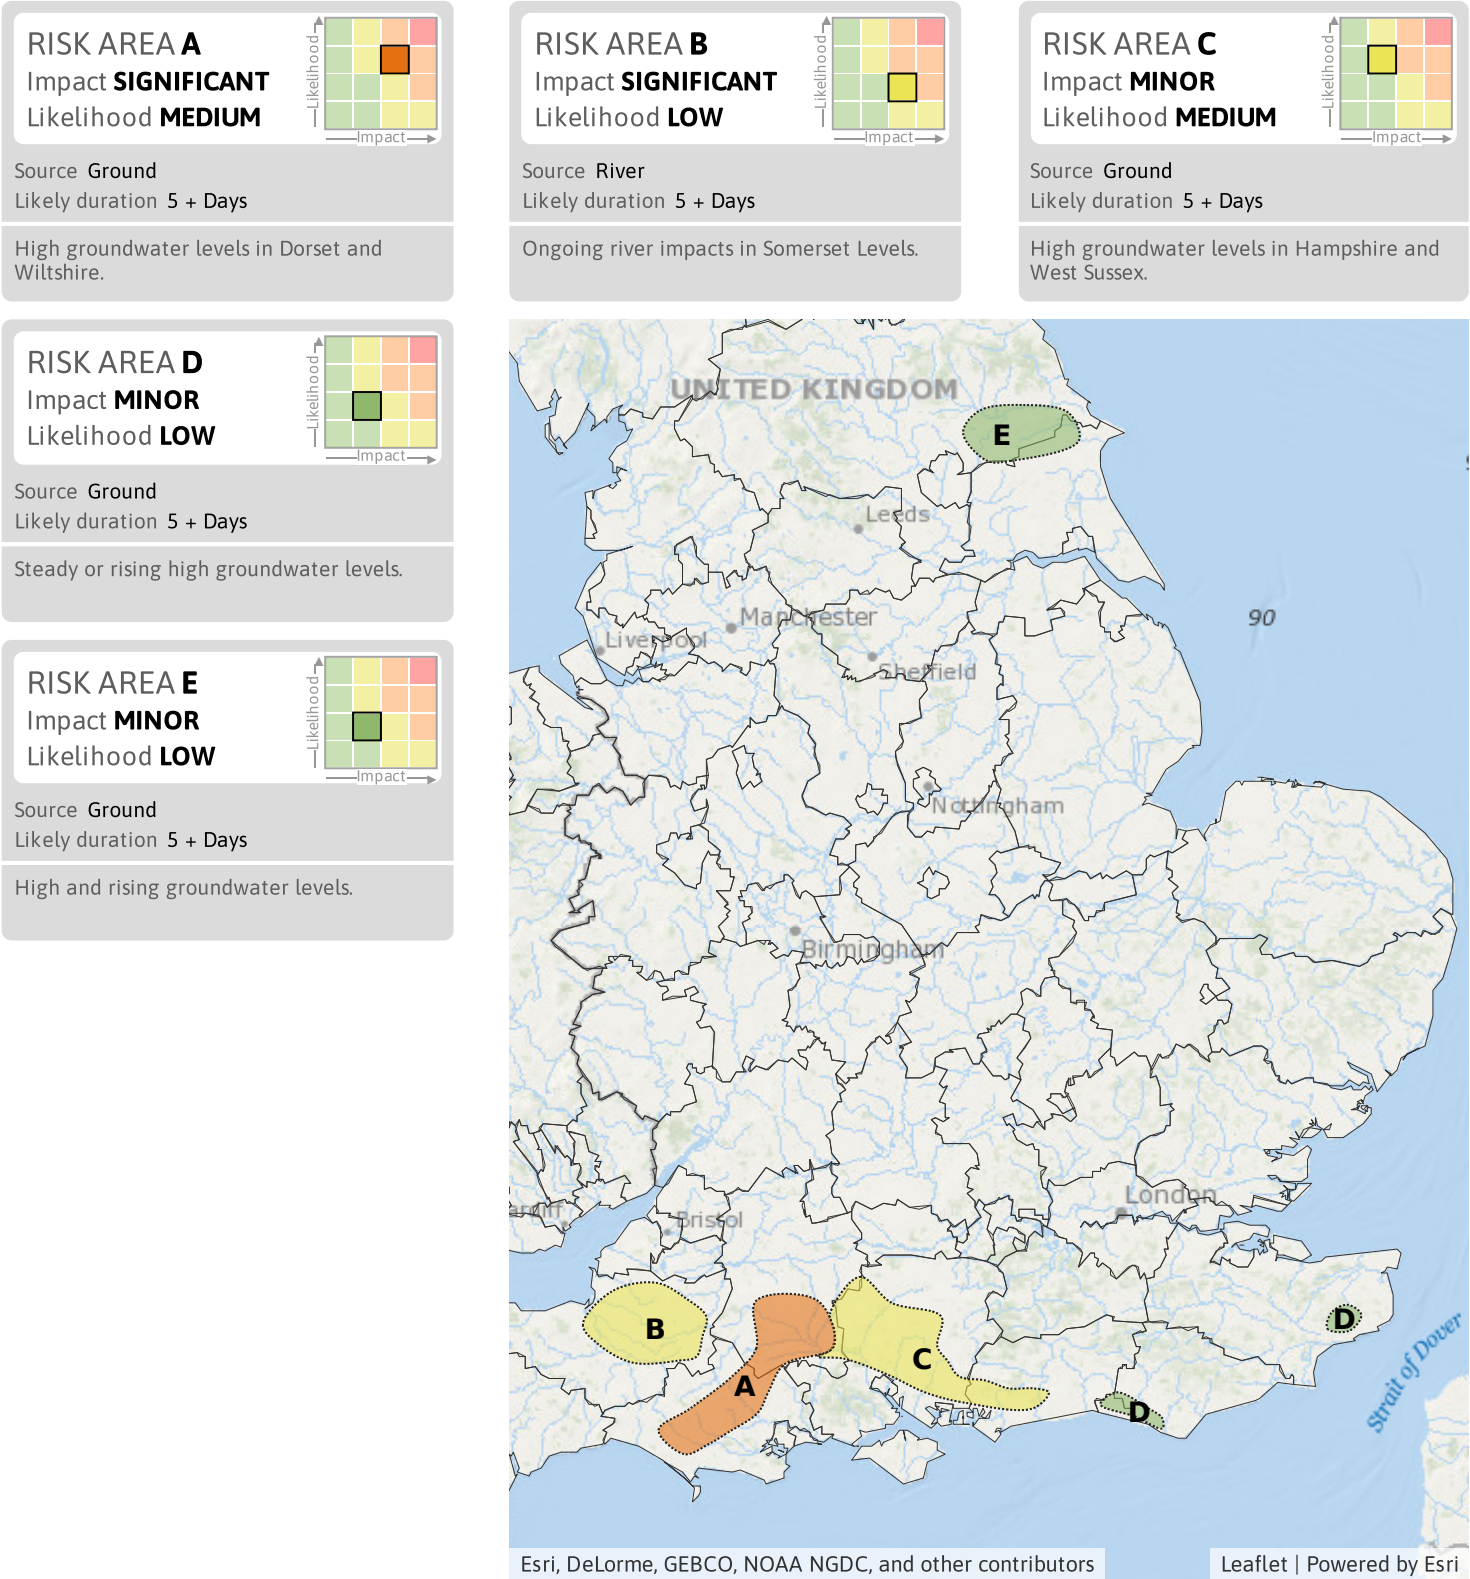 RISK AREA A
Impact SIGNIFICANT
Likelihood MEDIUM
Likelihood
Impact
Source Ground
Likely duration 5 + Days
High groundwater levels in Dorset and
Wiltshire.
RISK AREA B
Impact SIGNIFICANT
Likelihood LOW
Likelihood
Impact
Source River
Likely duration 5 + Days
Ongoing river impacts in Somerset Levels.
RISK AREA C
Impact MINOR
Likelihood MEDIUM
Likelihood
Impact
Source Ground
Likely duration 5 + Days
High groundwater levels in Hampshire and
West Sussex.
RISK AREA D
Impact MINOR
Likelihood LOW
Likelihood
Impact
Source Ground
Likely duration 5 + Days
Steady or rising high groundwater levels.
RISK AREA E
Impact MINOR
Likelihood LOW
Likelihood
Impact
Source Ground
Likely duration 5 + Days
High and rising groundwater levels.
UNITED KINGDOM
E
Leeds
90
Manchester
Liverpool
Sheffield
Nottingham
Birmingham
London
Bristol
B
D
C
A
D
Strait of Dover
Esri, DeLorme, GEBCO, NOAA NGDC, and other contributors
Leaflet | Powered by Esri